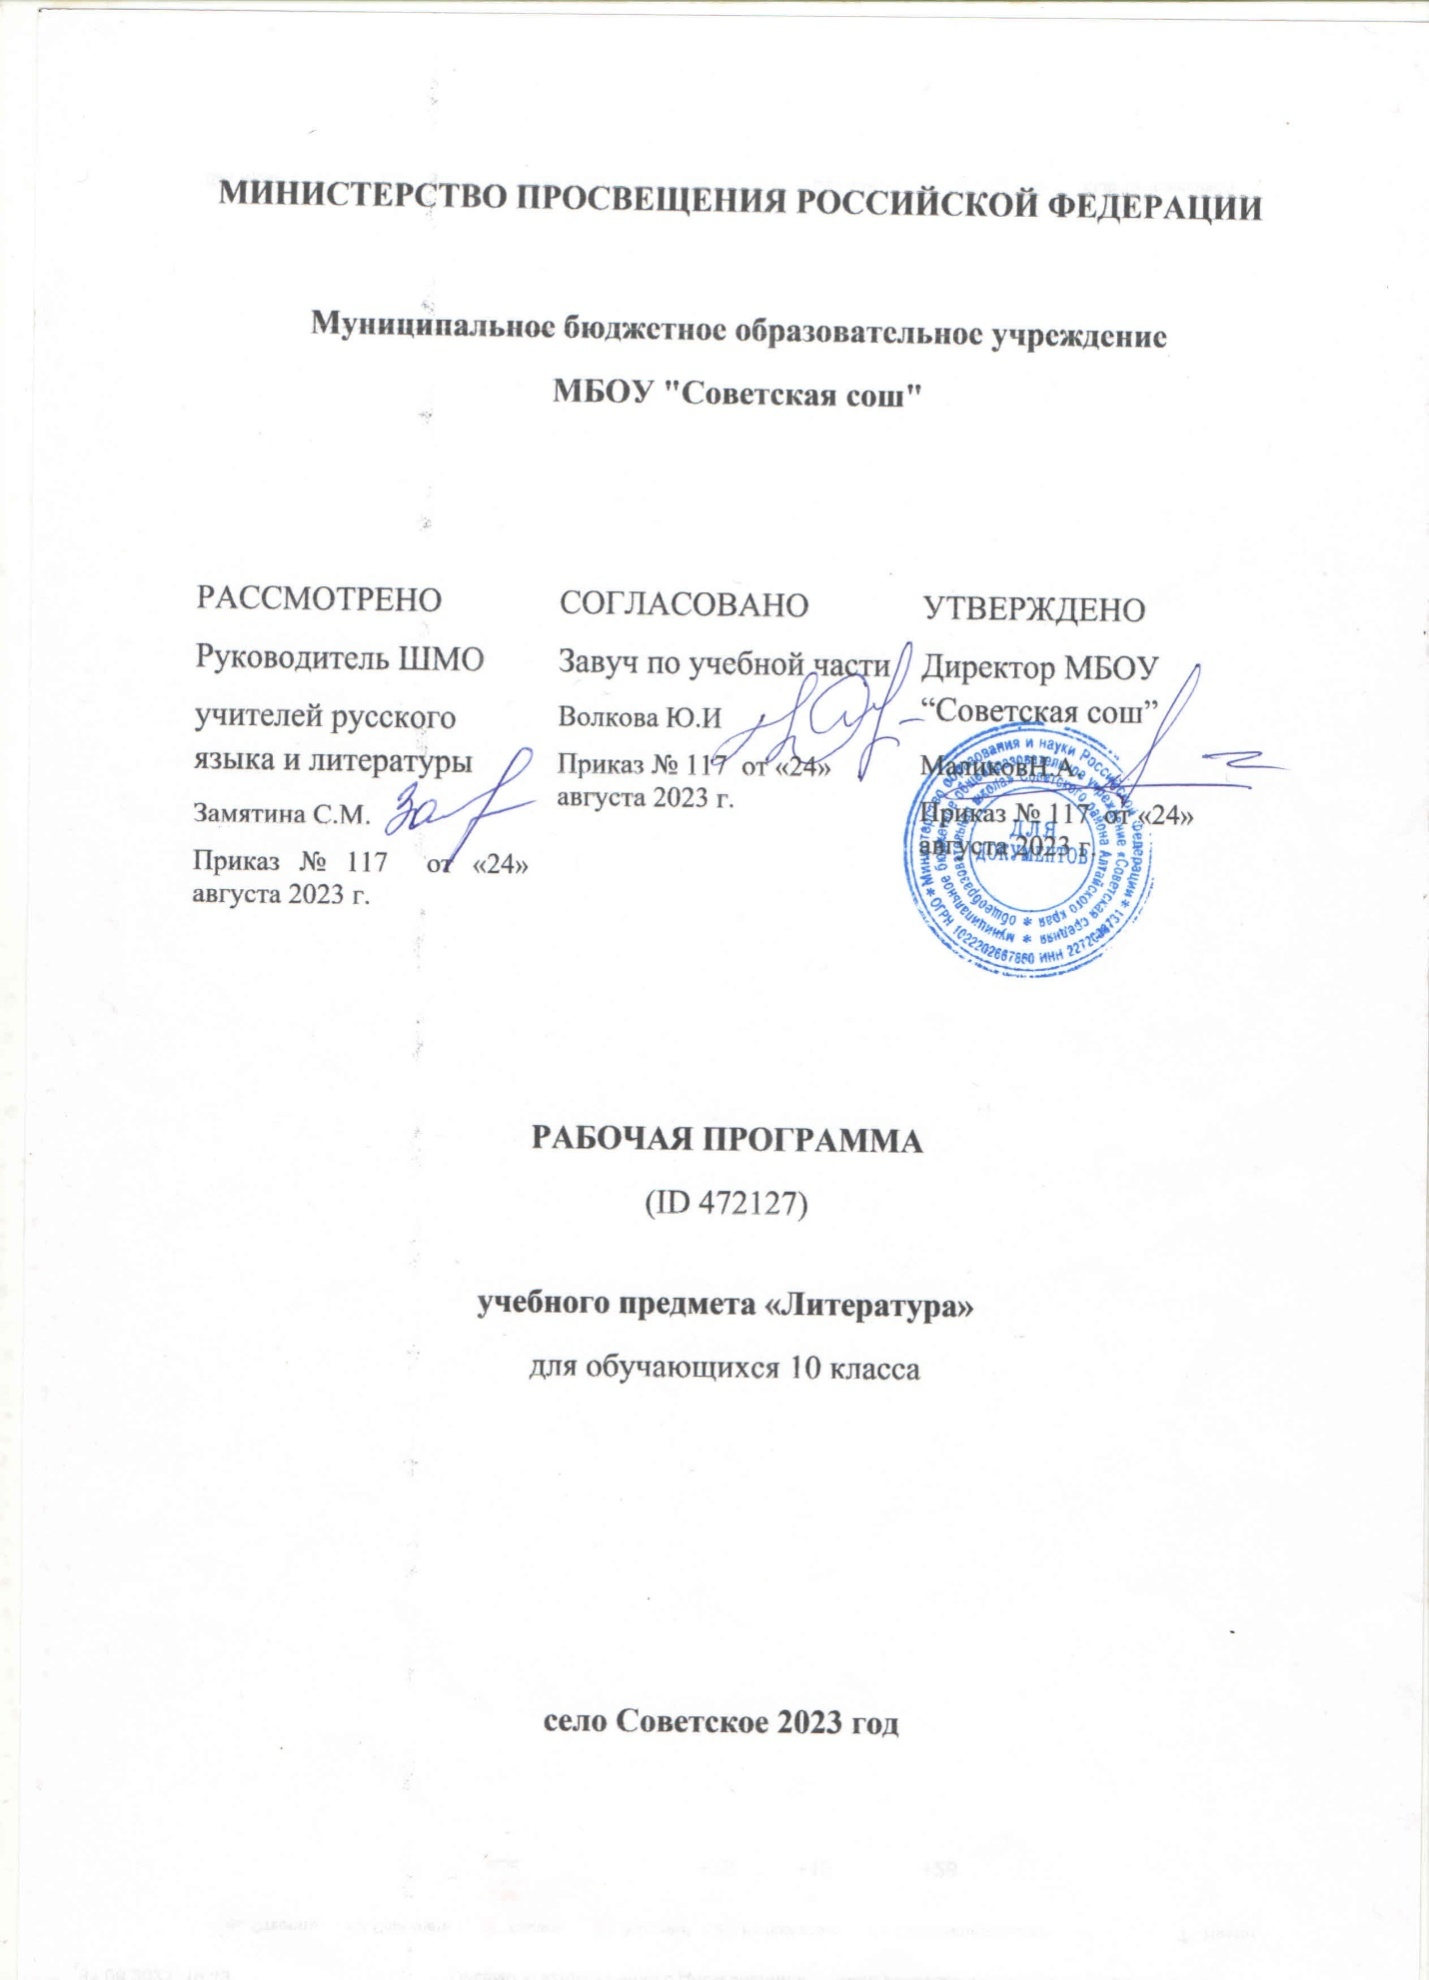 МИНИСТЕРСТВО ПРОСВЕЩЕНИЯ РОССИЙСКОЙ ФЕДЕРАЦИИ
Муниципальное бюджетное образовательное учреждение
МБОУ "Советская сош"
РАССМОТРЕНО
Руководитель ШМО
учителей русского
языка и литературы
Замятина С.М.
Приказ № 117 от «24»
августа 2023 г.
СОГЛАСОВАНО
Завуч по учебной части
Волкова Ю.И
Приказ № 117 от «24»
августа 2023 г.
УТВЕРЖДЕНО
Директор МБОУ
“Советская сош”
МаликовН.А.
Приказ № 117 от «24»
августа 2023 г.
ДЛЯ
ДОКУМЕНТОВ
РАБОЧАЯ ПРОГРАММА
(ID 472127)
учебного предмета «Литература»
для обучающихся 10 класса
село Советское 2023 год